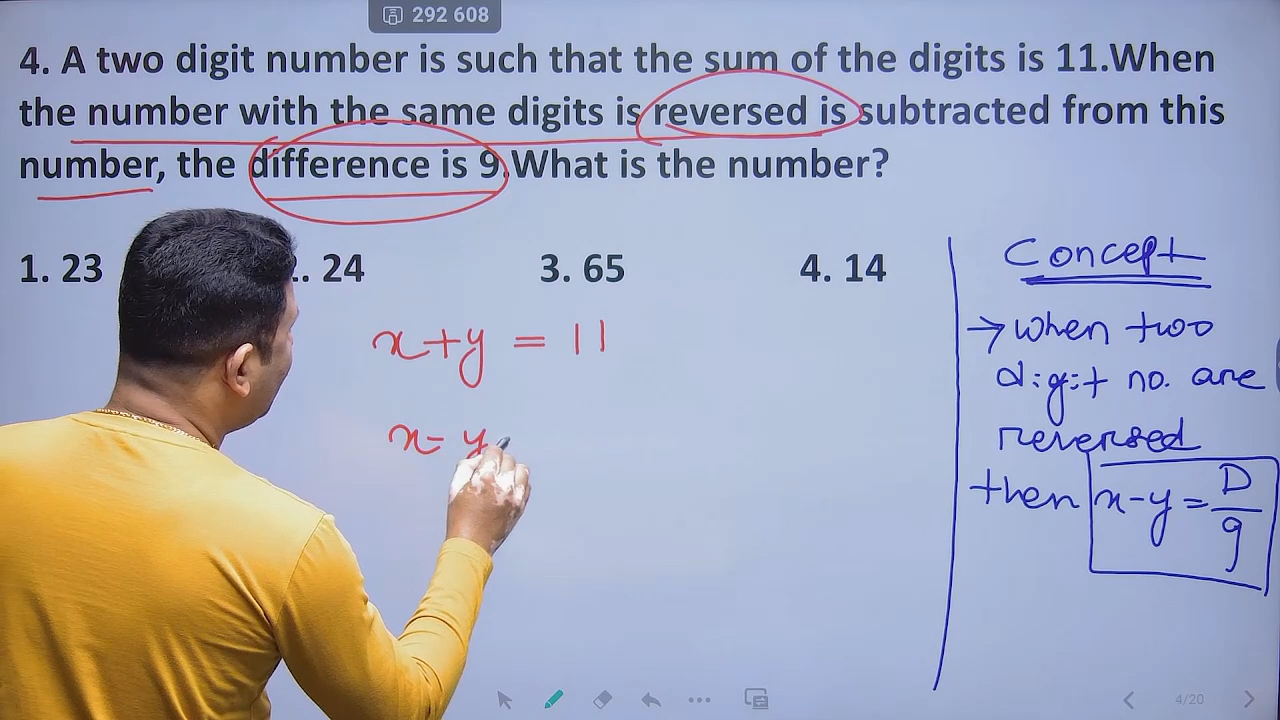 292 608
4. A two digit number is such that the sum of the digits is 11.When
the number with the same digits is reversed is subtracted from this
number, the difference is 9.What is the number?
1. 23 . 24 3. 65 4. 14
x+y = 11
x- y
Concept
→ when two
digit no. are
reversed
then x-y = D/9
4/20